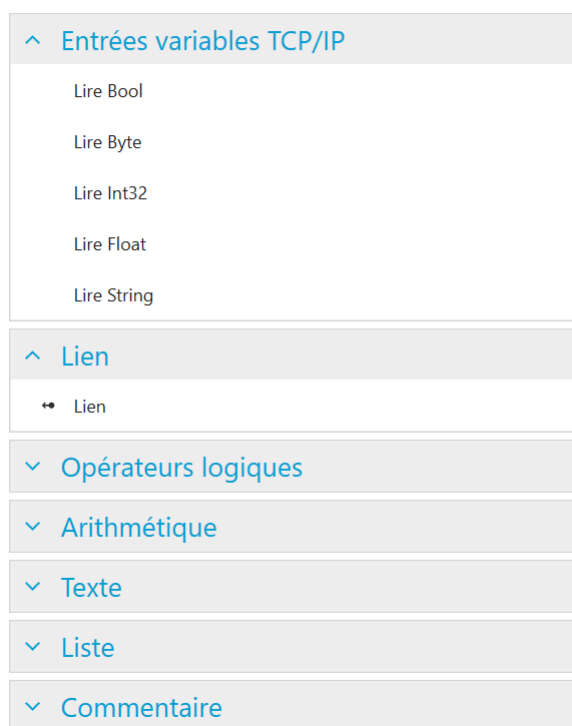 Entrées variables TCP/IP
Lire Bool
Lire Byte
Lire Int32
Lire Float
Lire String
Lien
Lien
Opérateurs logiques
Arithmétique
Texte
Liste
Commentaire